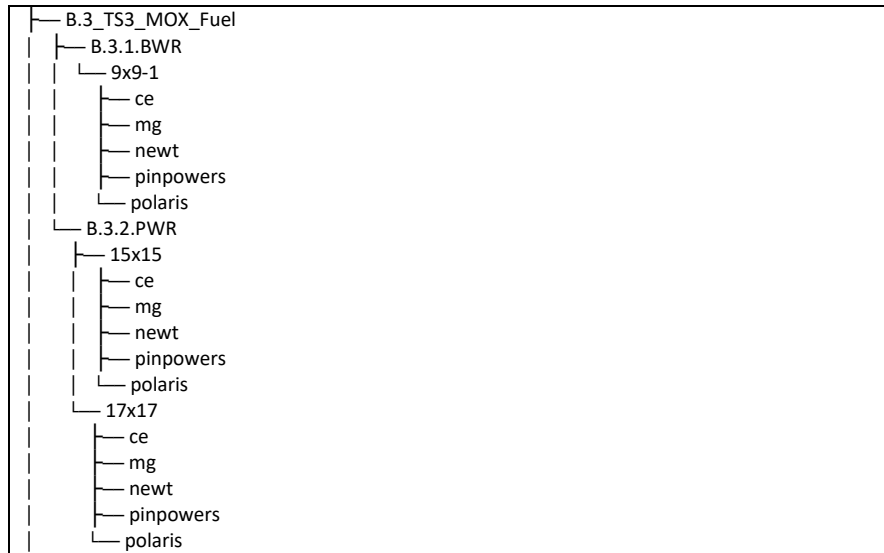 ├── B.3_TS3_MOX_Fuel
│ ├── B.3.1.BWR
│ │ └── 9x9-1
│ │ ├── ce
│ │ ├── mg
│ │ ├── newt
│ │ ├── pinpowers
│ │ └── polaris
│ └── B.3.2.PWR
│ ├── 15x15
│ │ ├── ce
│ │ ├── mg
│ │ ├── newt
│ │ ├── pinpowers
│ │ └── polaris
│ └── 17x17
│ ├── ce
│ ├── mg
│ ├── newt
│ ├── pinpowers
│ └── polaris